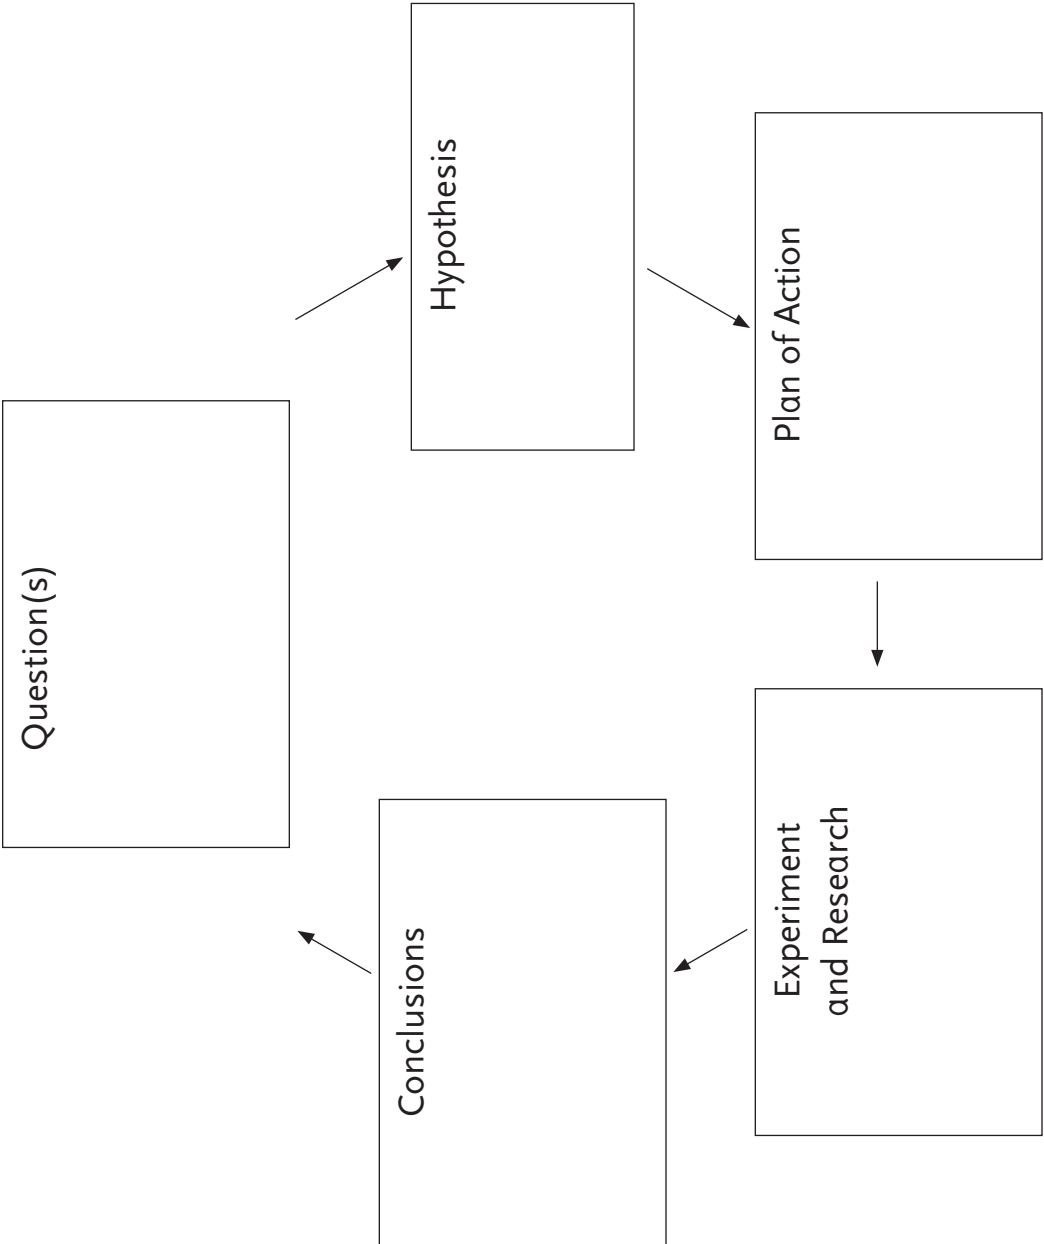 Question(s)
Hypothesis
Plan of Action
Experiment
and Research
Conclusions